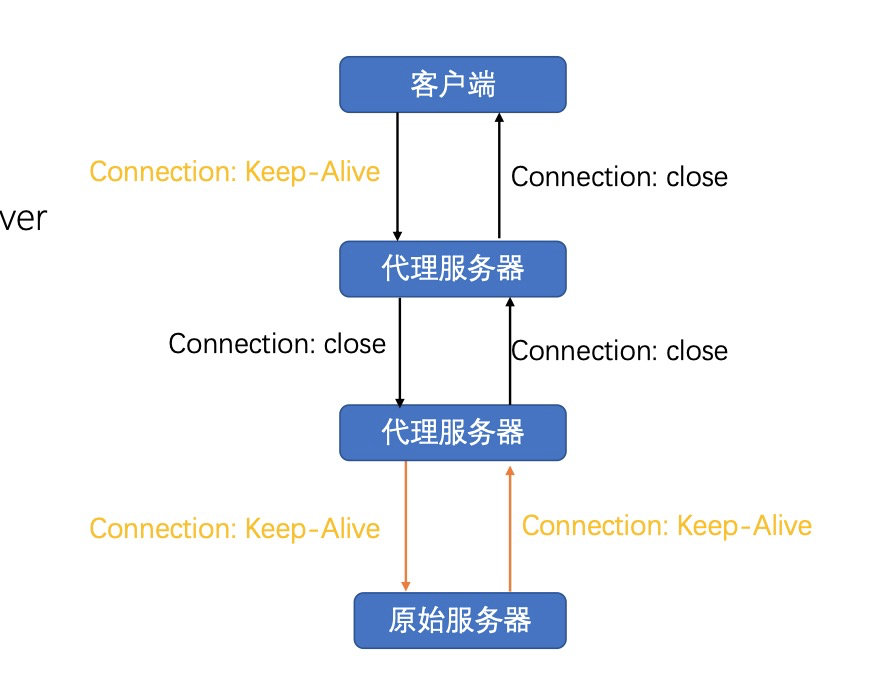 客户端
Connection: Keep-Alive
Connection: close
ver
代理服务器
Connection: close
Connection: close
代理服务器
Connection: Keep-Alive
Connection: Keep-Alive
原始服务器